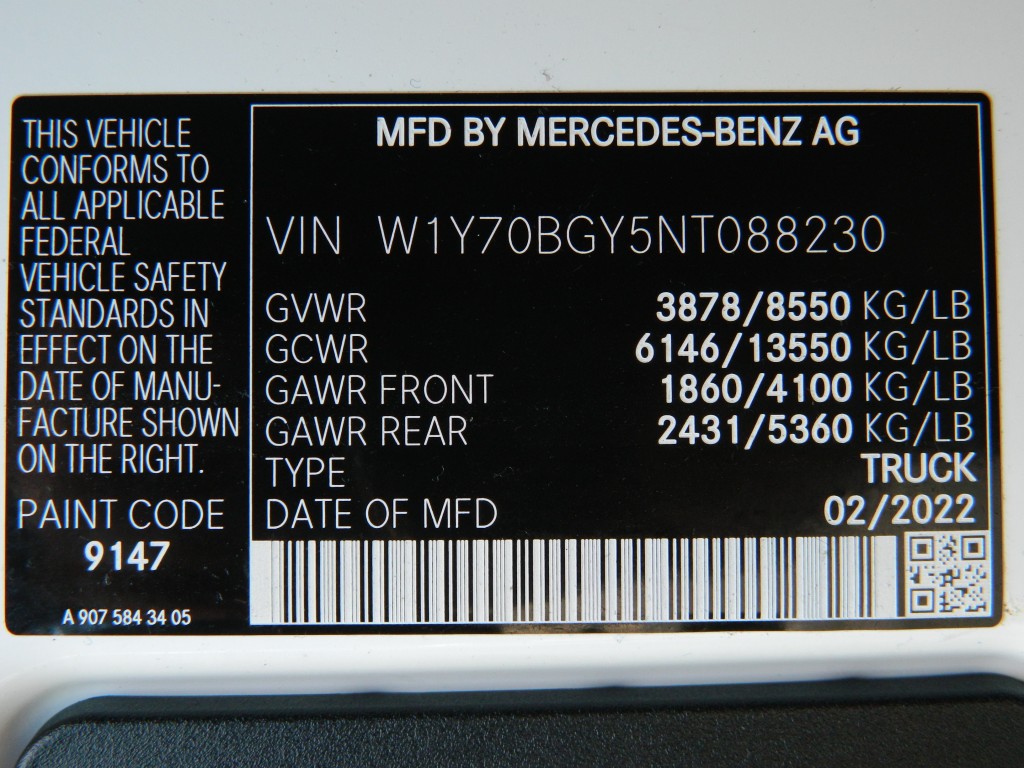 THIS VEHICLE
CONFORMS TO
ALL APPLICABLE
FEDERAL
VEHICLE SAFETY
STANDARDS IN
EFFECT ON THE
DATE OF MANU-
FACTURE SHOWN
ON THE RIGHT.
PAINT CODE
9147
A 907 584 34 05
MFD BY MERCEDES-BENZ AG
VIN W1Y70BGY5NT088230
GVWR 3878/8550 KG/LB
GCWR 6146/13550 KG/LB
GAWR FRONT 1860/4100 KG/LB
GAWR REAR 2431/5360 KG/LB
TYPE TRUCK
DATE OF MFD 02/2022